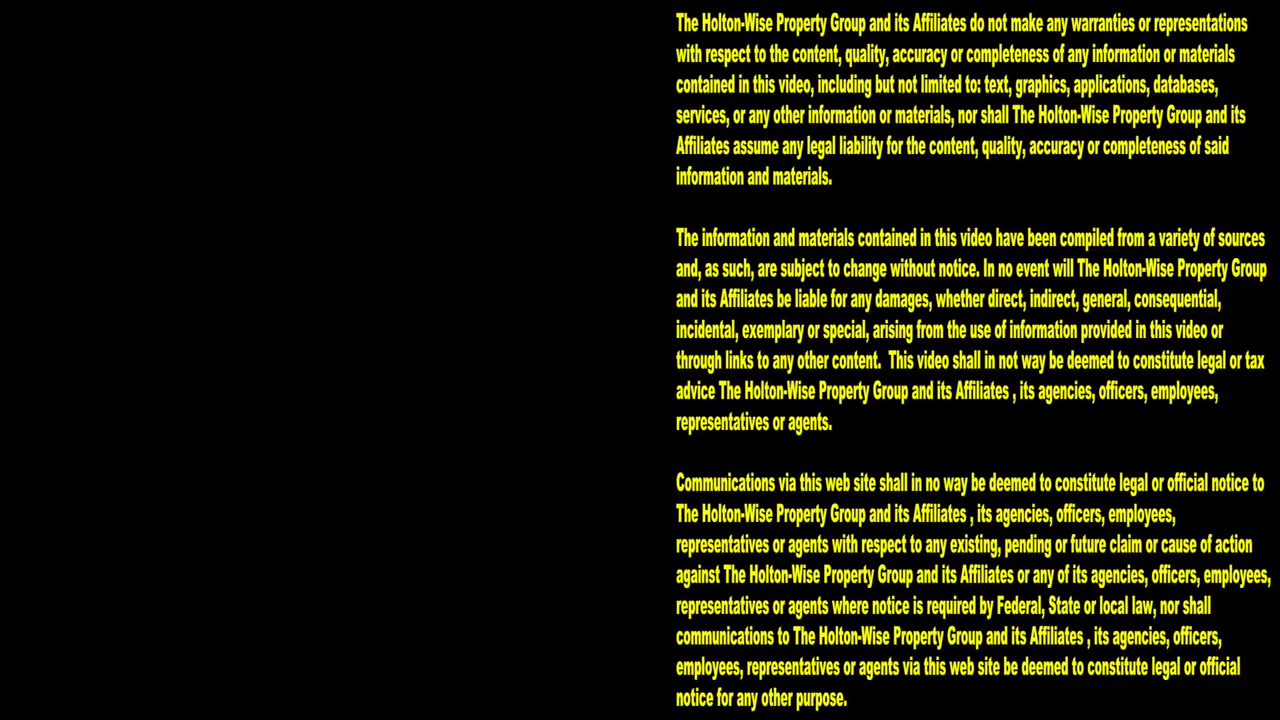 The Holton-Wise Property Group and its Affiliates do not make any warranties or representations
with respect to the content, quality, accuracy or completeness of any information or materials
contained in this video, including but not limited to: text, graphics, applications, databases,
services, or any other information or materials, nor shall The Holton-Wise Property Group and its
Affiliates assume any legal liability for the content, quality, accuracy or completeness of said
information and materials.
The information and materials contained in this video have been compiled from a variety of sources
and, as such, are subject to change without notice. In no event will The Holton-Wise Property Group
and its Affiliates be liable for any damages, whether direct, indirect, general, consequential,
incidental, exemplary or special, arising from the use of information provided in this video or
through links to any other content.  This video shall in not way be deemed to constitute legal or tax
advice The Holton-Wise Property Group and its Affiliates , its agencies, officers, employees,
representatives or agents.
Communications via this web site shall in no way be deemed to constitute legal or official notice to
The Holton-Wise Property Group and its Affiliates , its agencies, officers, employees,
representatives or agents with respect to any existing, pending or future claim or cause of action
against The Holton-Wise Property Group and its Affiliates or any of its agencies, officers, employees,
representatives or agents where notice is required by Federal, State or local law, nor shall
communications to The Holton-Wise Property Group and its Affiliates , its agencies, officers,
employees, representatives or agents via this web site be deemed to constitute legal or official
notice for any other purpose.